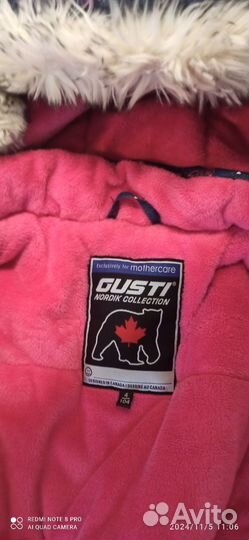 Exclusively for mothercare
GUSTI
NORDIK COLLECTION
DESIGNED IN CANADA / DESSINÉ AU CANADA
4
104
REDMI NOTE 8 PRO
AI QUAD CAMERA
Avito
2024/11/5 11:06